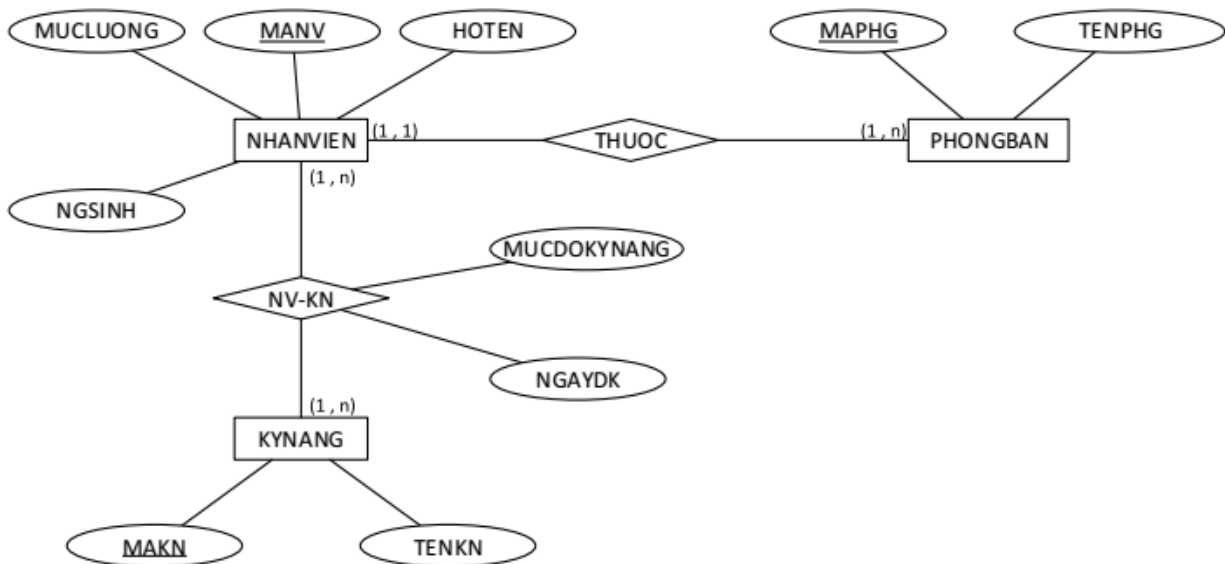 MUCLUONG
MANV
HOTEN
MAPHG
TENPHG
NHANVIEN
(1 , 1)
THUOC
(1 , n)
PHONGBAN
(1 , n)
NGSINH
MUCDOKYNANG
NV-KN
NGAYDK
(1 , n)
KYNANG
MAKN
TENKN